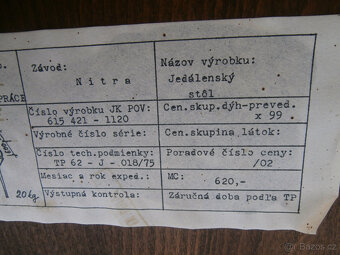 Závod:
Nitra
Názov výrobku:
Jedálenský
stôl
PRÁCE
Číslo výrobku JK POV:
615 421 - 1120
Cen.skup.dýh-preved.
x 99
Výrobné číslo série:
Cen.skupina látok:
Číslo tech.podmienky:
TP 62 - J - 018/75
Poradové číslo ceny:
/02
Mesiac a rok exped.:
MC: 620,-
20kg
Výstupná kontrola:
Záručná doba podľa TP
Bazos.cz